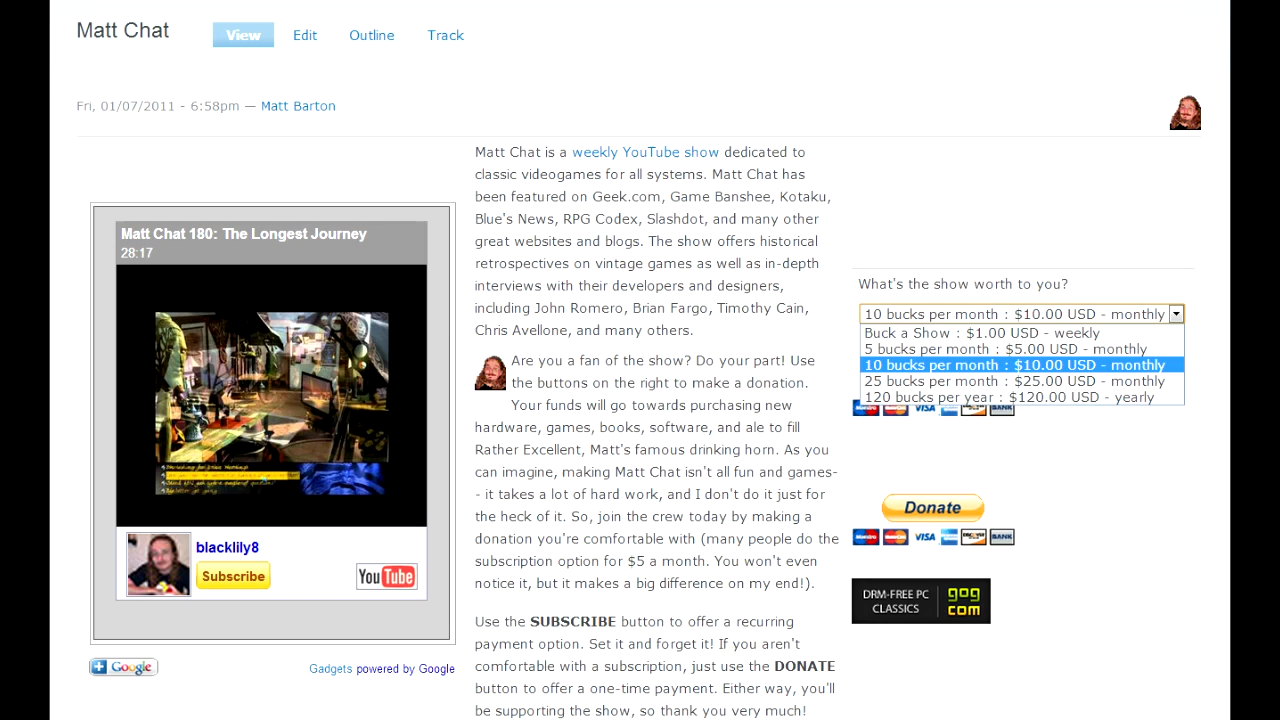 Matt Chat
View
Edit
Outline
Track
Fri, 01/07/2011 - 6:58pm — Matt Barton
Matt Chat 180: The Longest Journey
28:17
blacklily8
Subscribe
YouTube
Google
Gadgets powered by Google
Matt Chat is a weekly YouTube show dedicated to
classic videogames for all systems. Matt Chat has
been featured on Geek.com, Game Banshee, Kotaku,
Blue's News, RPG Codex, Slashdot, and many other
great websites and blogs. The show offers historical
retrospectives on vintage games as well as in-depth
interviews with their developers and designers,
including John Romero, Brian Fargo, Timothy Cain,
Chris Avellone, and many others.
Are you a fan of the show? Do your part! Use
the buttons on the right to make a donation.
Your funds will go towards purchasing new
hardware, games, books, software, and ale to fill
Rather Excellent, Matt's famous drinking horn. As you
can imagine, making Matt Chat isn't all fun and games-
- it takes a lot of hard work, and I don't do it just for
the heck of it. So, join the crew today by making a
donation you're comfortable with (many people do the
subscription option for $5 a month. You won't even
notice it, but it makes a big difference on my end!).
Use the SUBSCRIBE button to offer a recurring
payment option. Set it and forget it! If you aren't
comfortable with a subscription, just use the DONATE
button to offer a one-time payment. Either way, you'll
be supporting the show, so thank you very much!
What's the show worth to you?
10 bucks per month : $10.00 USD - monthly
Buck a Show : $1.00 USD - weekly
5 bucks per month : $5.00 USD - monthly
10 bucks per month : $10.00 USD - monthly
25 bucks per month : $25.00 USD - monthly
120 bucks per year : $120.00 USD - yearly
VISA
BANK
Donate
VISA
BANK
DRM-FREE PC
CLASSICS
gog
com